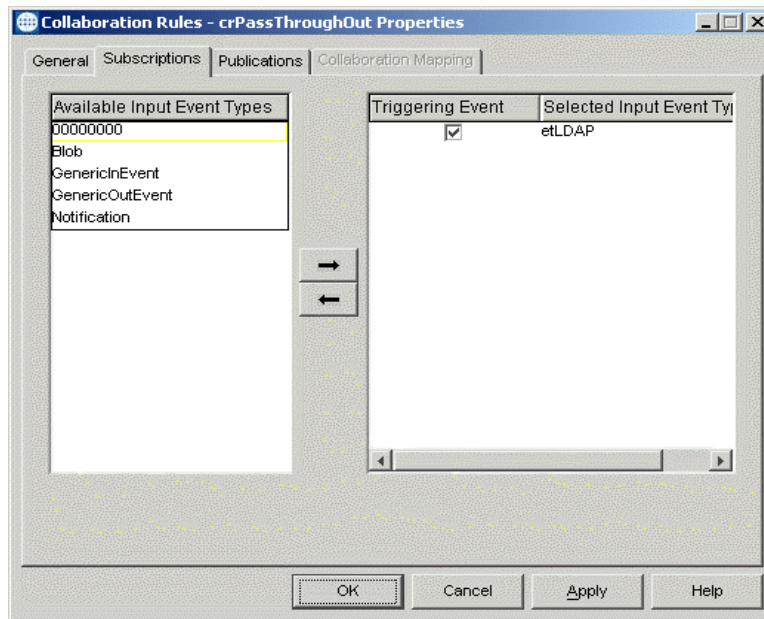 Collaboration Rules - crPassThroughOut Properties
General Subscriptions Publications Collaboration Mapping
Available Input Event Types
00000000
Blob
GenericInEvent
GenericOutEvent
Notification
Triggering Event Selected Input Event Ty
etLDAP
OK Cancel Apply Help